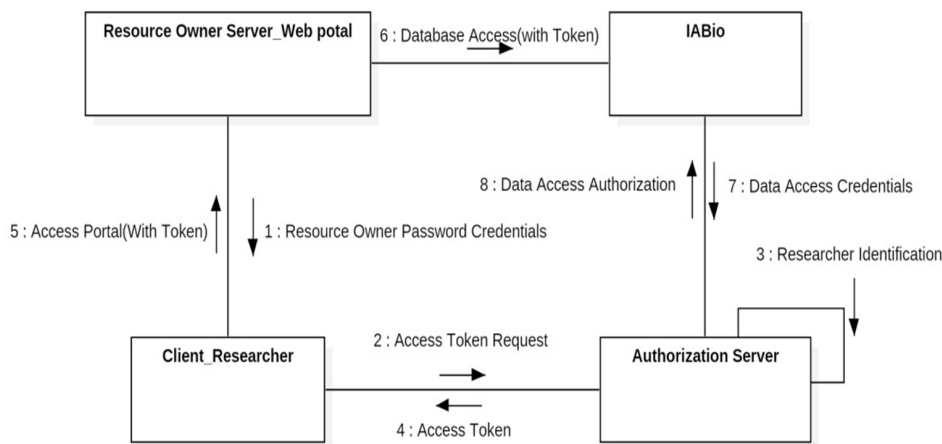 Resource Owner Server_Web potal
6 : Database Access(with Token)
IABio
8 : Data Access Authorization
7 : Data Access Credentials
5 : Access Portal(With Token)
1 : Resource Owner Password Credentials
3 : Researcher Identification
2 : Access Token Request
Client_Researcher
Authorization Server
4 : Access Token